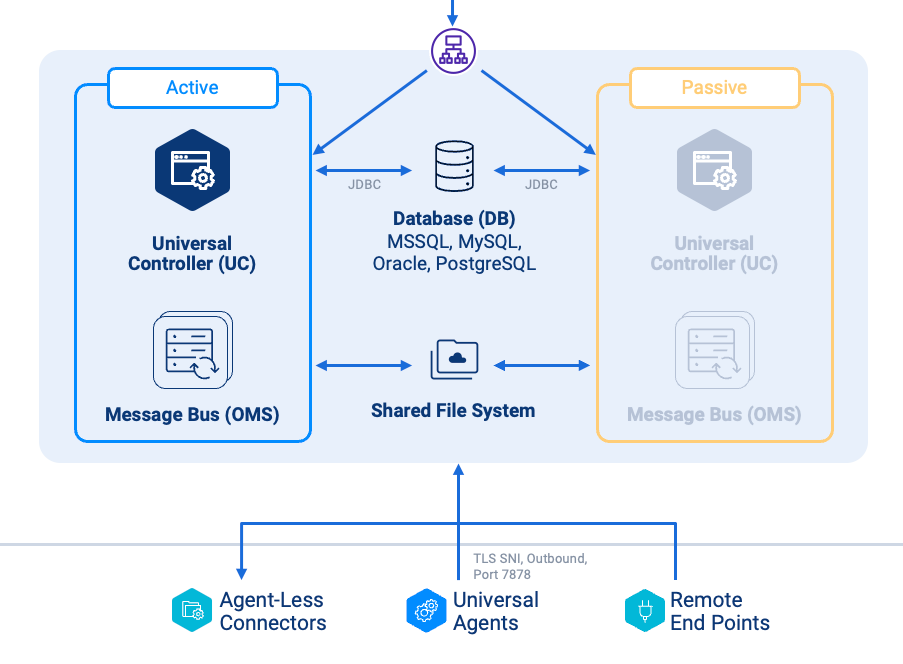 Active
Passive
JDBC
JDBC
Database (DB)
MSSQL, MySQL,
Oracle, PostgreSQL
Universal
Controller (UC)
Universal
Controller (UC)
Shared File System
Message Bus (OMS)
Message Bus (OMS)
TLS SNI, Outbound,
Port 7878
Agent-Less
Connectors
Universal
Agents
Remote
End Points